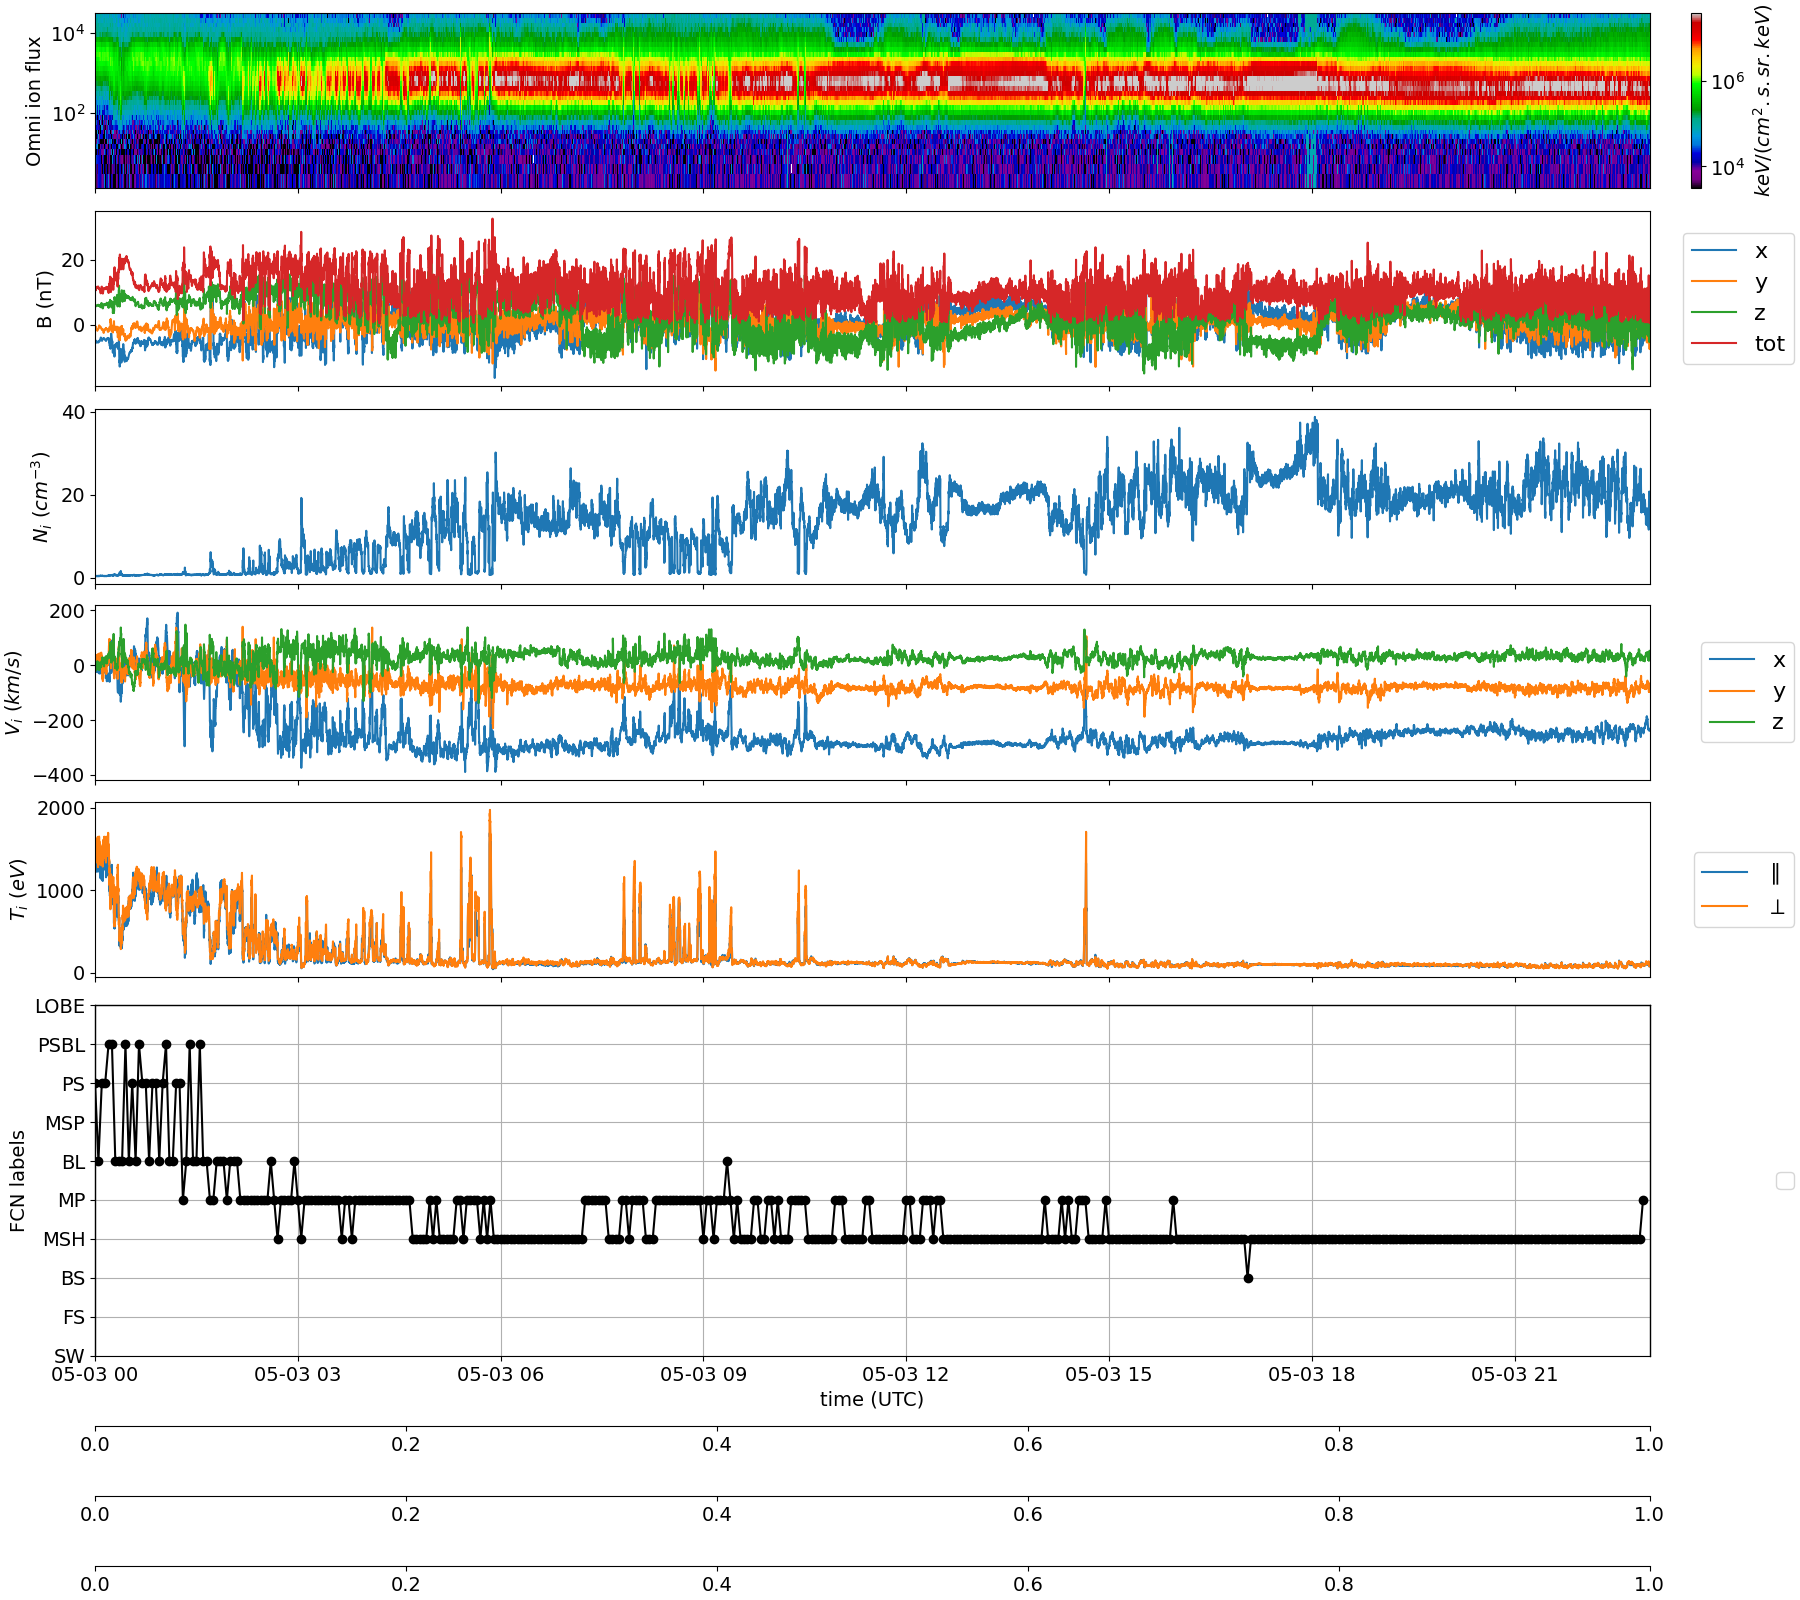 Omni ion flux
10^4
10^2
10^6
10^4
keV/(cm^2.s.sr.keV)
B (nT)
20
0
x
y
z
tot
N_i (cm^{-3})
40
20
0
V_i (km/s)
200
0
−200
−400
x
y
z
T_i (eV)
2000
1000
0
∥
⊥
FCN labels
LOBE
PSBL
PS
MSP
BL
MP
MSH
BS
FS
SW
05-03 00 05-03 03 05-03 06 05-03 09 05-03 12 05-03 15 05-03 18 05-03 21
time (UTC)
0.0 0.2 0.4 0.6 0.8 1.0
0.0 0.2 0.4 0.6 0.8 1.0
0.0 0.2 0.4 0.6 0.8 1.0